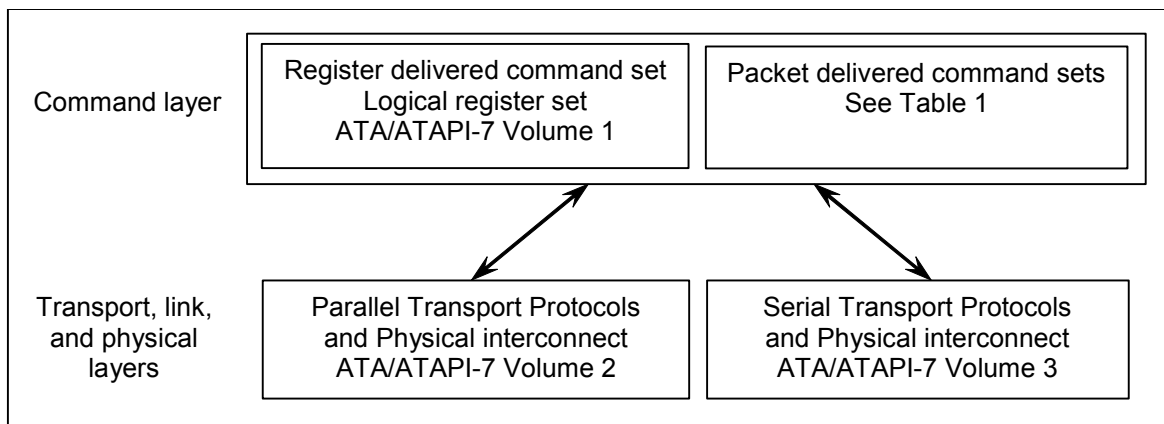 Command layer
Register delivered command set
Logical register set
ATA/ATAPI-7 Volume 1
Packet delivered command sets
See Table 1
Transport, link,
and physical
layers
Parallel Transport Protocols
and Physical interconnect
ATA/ATAPI-7 Volume 2
Serial Transport Protocols
and Physical interconnect
ATA/ATAPI-7 Volume 3